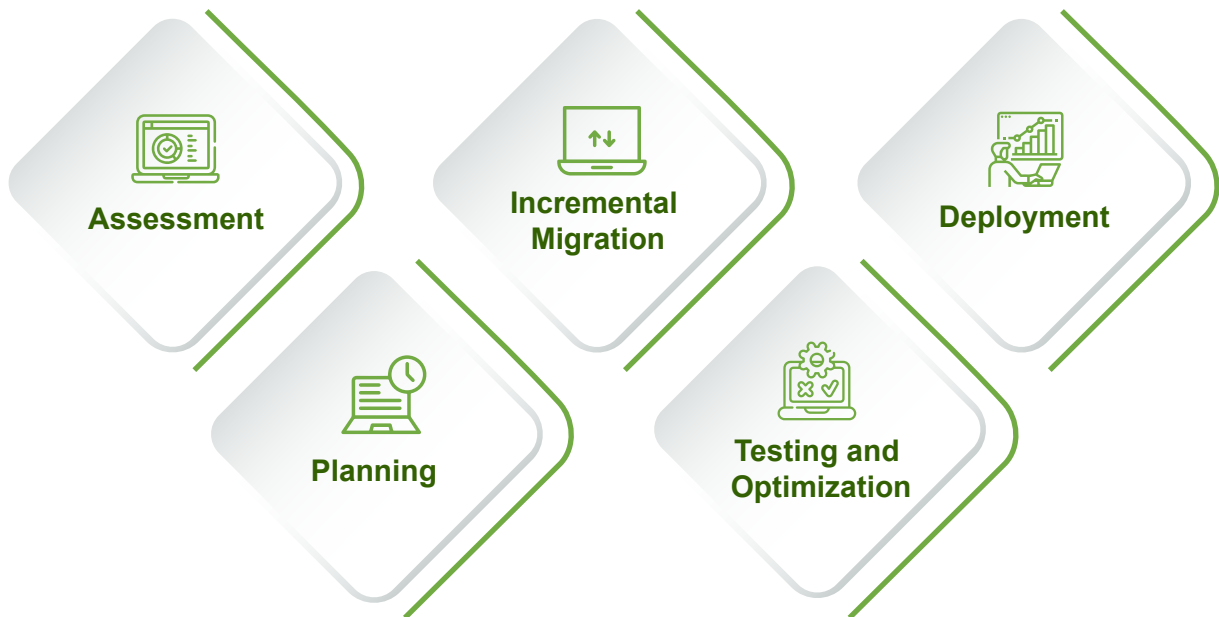 Assessment
Planning
Incremental
Migration
Testing and
Optimization
Deployment